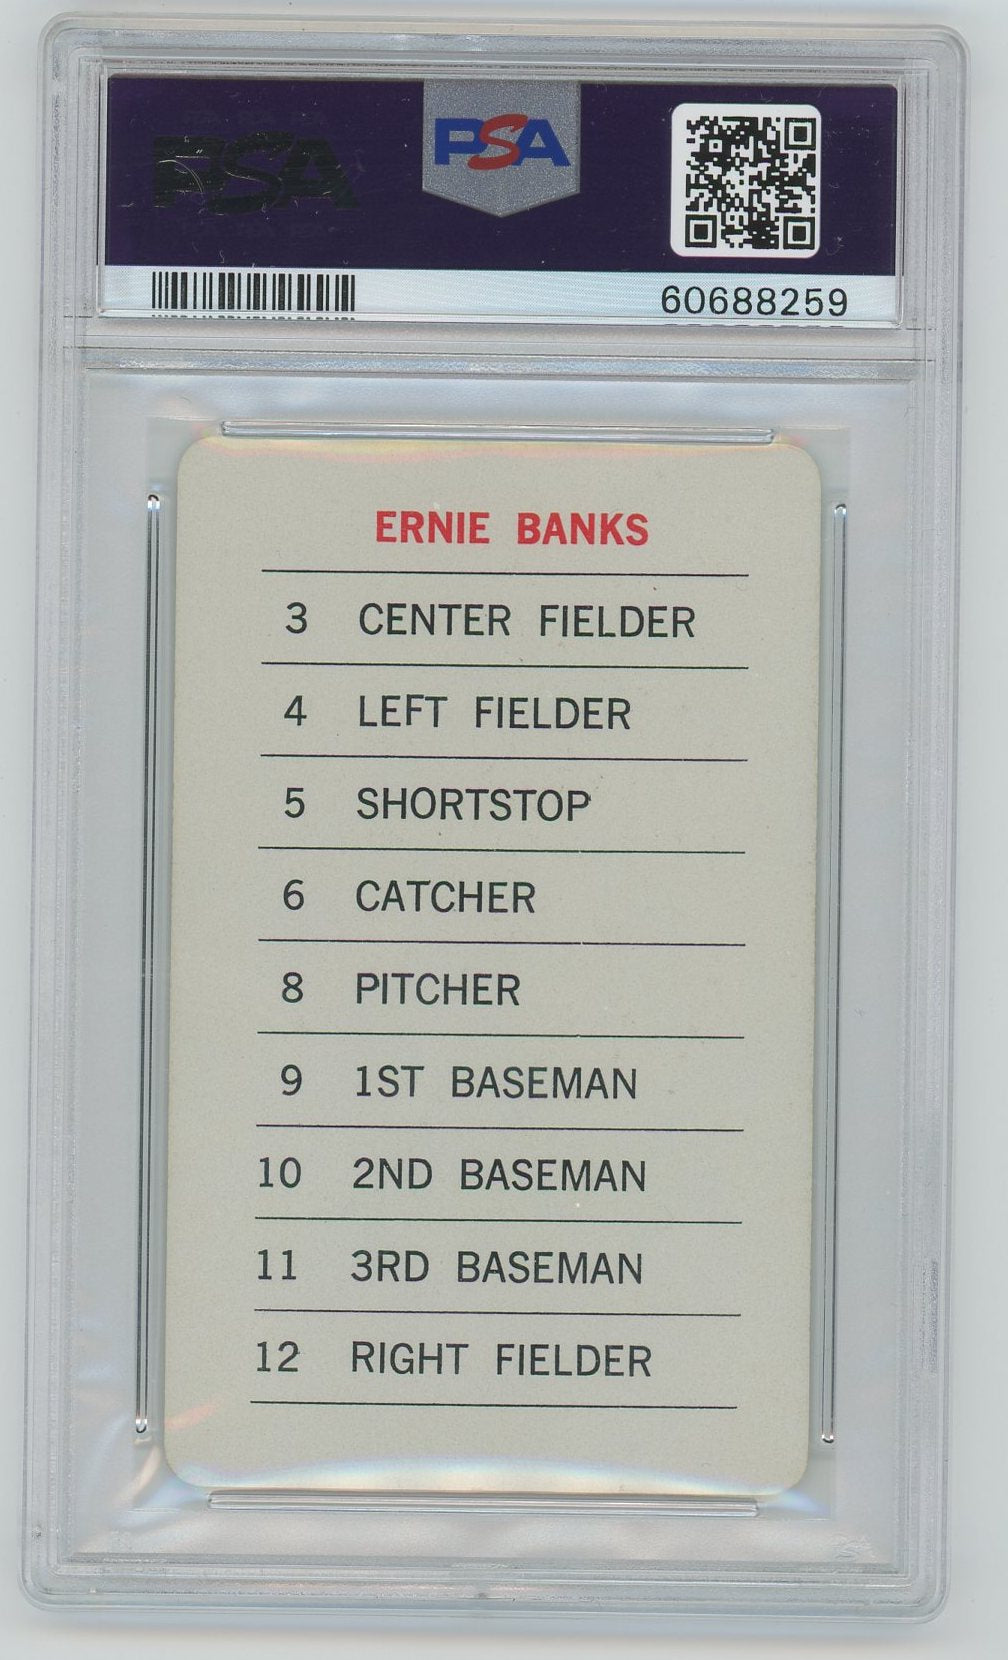 PSA
PSA
60688259
ERNIE BANKS
3 CENTER FIELDER
4 LEFT FIELDER
5 SHORTSTOP
6 CATCHER
8 PITCHER
9 1ST BASEMAN
10 2ND BASEMAN
11 3RD BASEMAN
12 RIGHT FIELDER